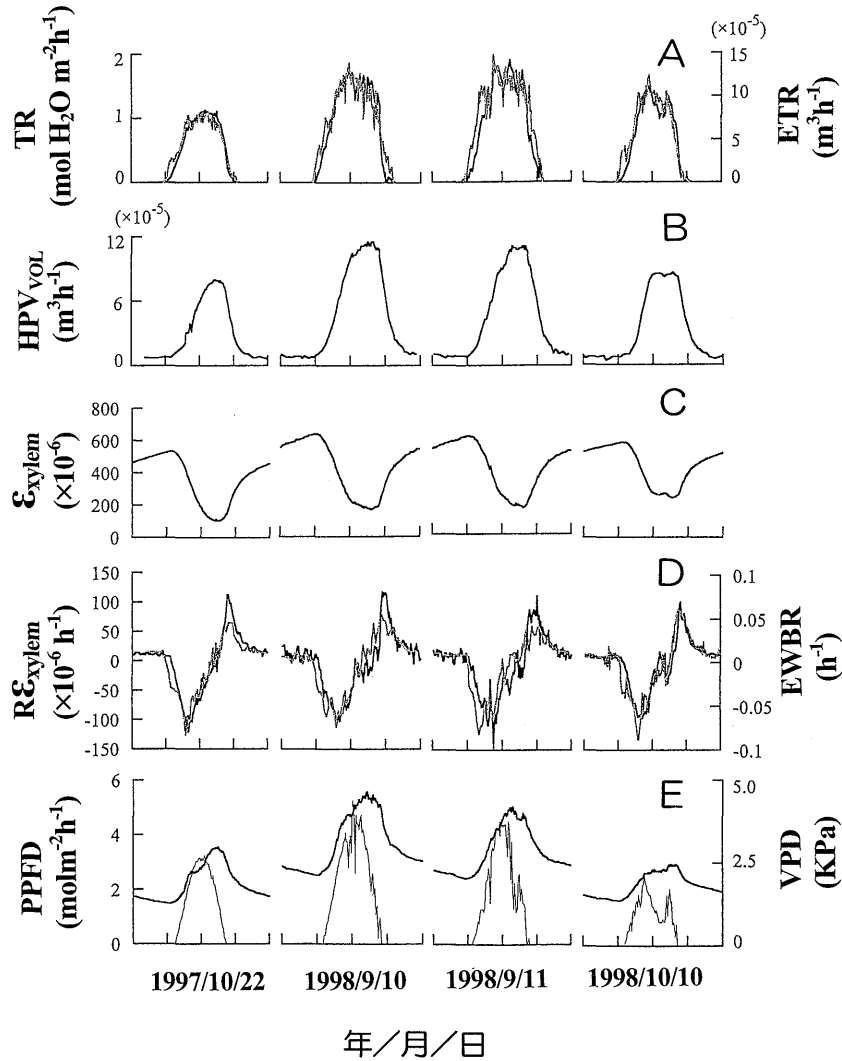 (×10-5)
A
TR
(mol H2O m-2h-1)
2
1
0
15
10
5
0
ETR
(m3h-1)
(×10-5)
B
HPVVOL
(m3h-1)
12
6
0
C
εxylem
(×10-6)
800
600
400
200
0
D
Rεxylem
(×10-6 h-1)
150
100
50
0
-50
-100
-150
0.1
0.05
0
-0.05
-0.1
EWBR
(h-1)
E
PPFD
(molm-2h-1)
6
4
2
0
5.0
2.5
0
VPD
(KPa)
1997/10/22 1998/9/10 1998/9/11 1998/10/10
年/月/日